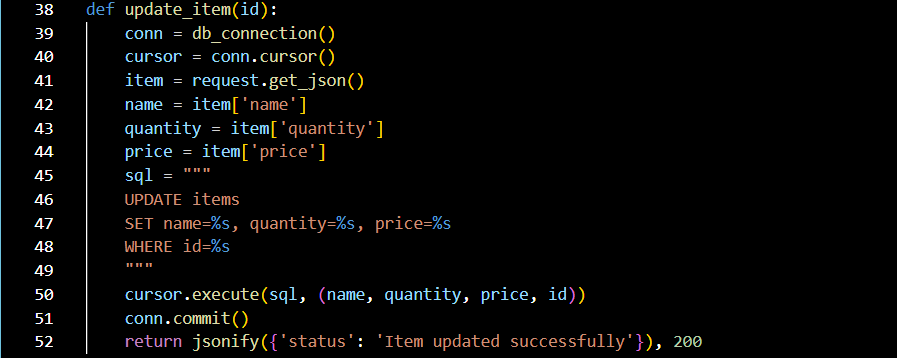 38 def update_item(id):
39     conn = db_connection()
40     cursor = conn.cursor()
41     item = request.get_json()
42     name = item['name']
43     quantity = item['quantity']
44     price = item['price']
45     sql = """
46     UPDATE items
47     SET name=%s, quantity=%s, price=%s
48     WHERE id=%s
49     """
50     cursor.execute(sql, (name, quantity, price, id))
51     conn.commit()
52     return jsonify({'status': 'Item updated successfully'}), 200